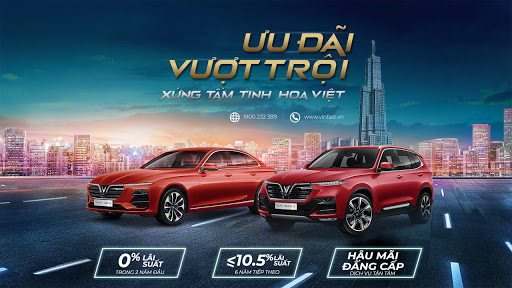 ƯU ĐÃI
VƯỢT TRỘI
XỨNG TẦM TINH HOA VIỆT
1900 232 389
www.vinfast.vn
0% LÃI SUẤT
TRONG 2 NĂM ĐẦU
≤10.5% LÃI SUẤT
6 NĂM TIẾP THEO
HẬU MÃI
ĐẲNG CẤP
DỊCH VỤ TẬN TÂM